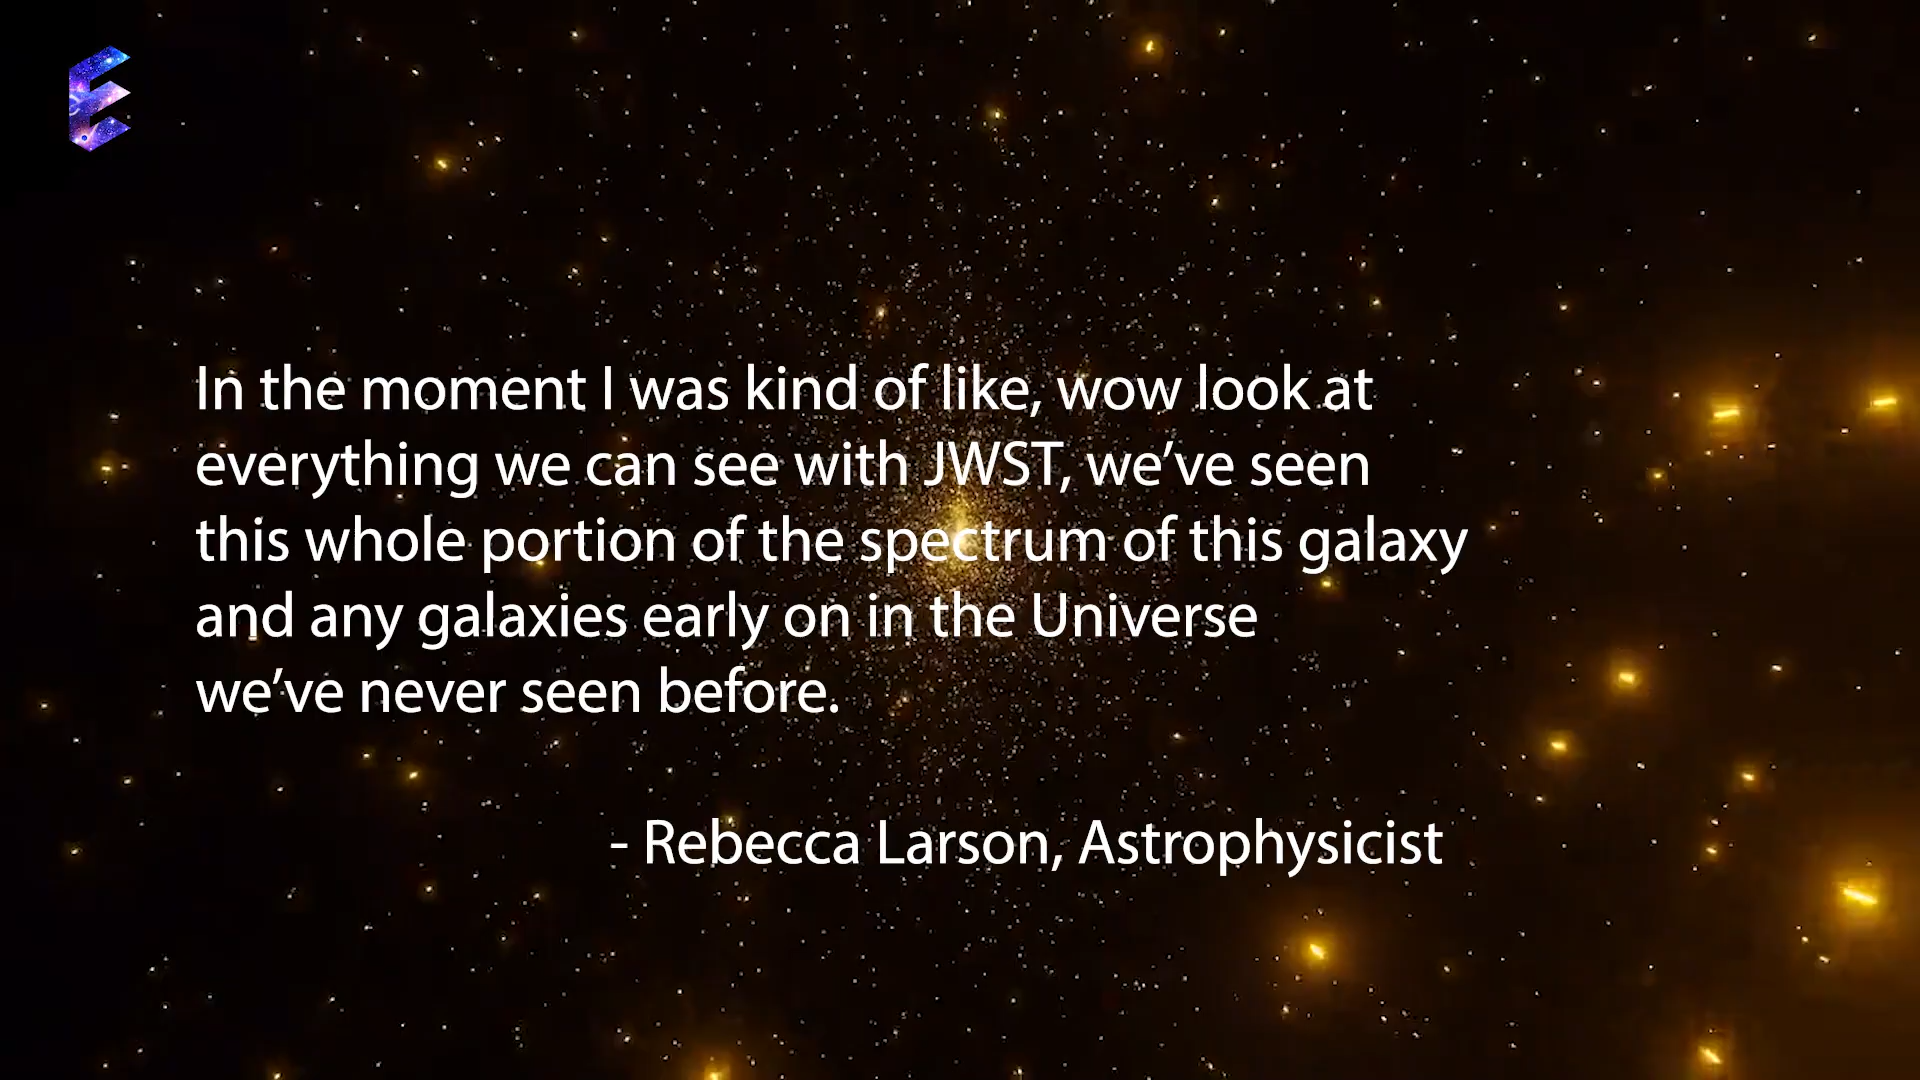 E
In the moment I was kind of like, wow look at
everything we can see with JWST, we’ve seen
this whole portion of the spectrum of this galaxy
and any galaxies early on in the Universe
we’ve never seen before.
- Rebecca Larson, Astrophysicist